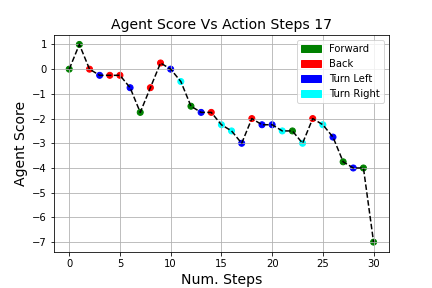 Agent Score Vs Action Steps 17
Agent Score
1
0
−1
−2
−3
−4
−5
−6
−7
Forward
Back
Turn Left
Turn Right
0 5 10 15 20 25 30
Num. Steps